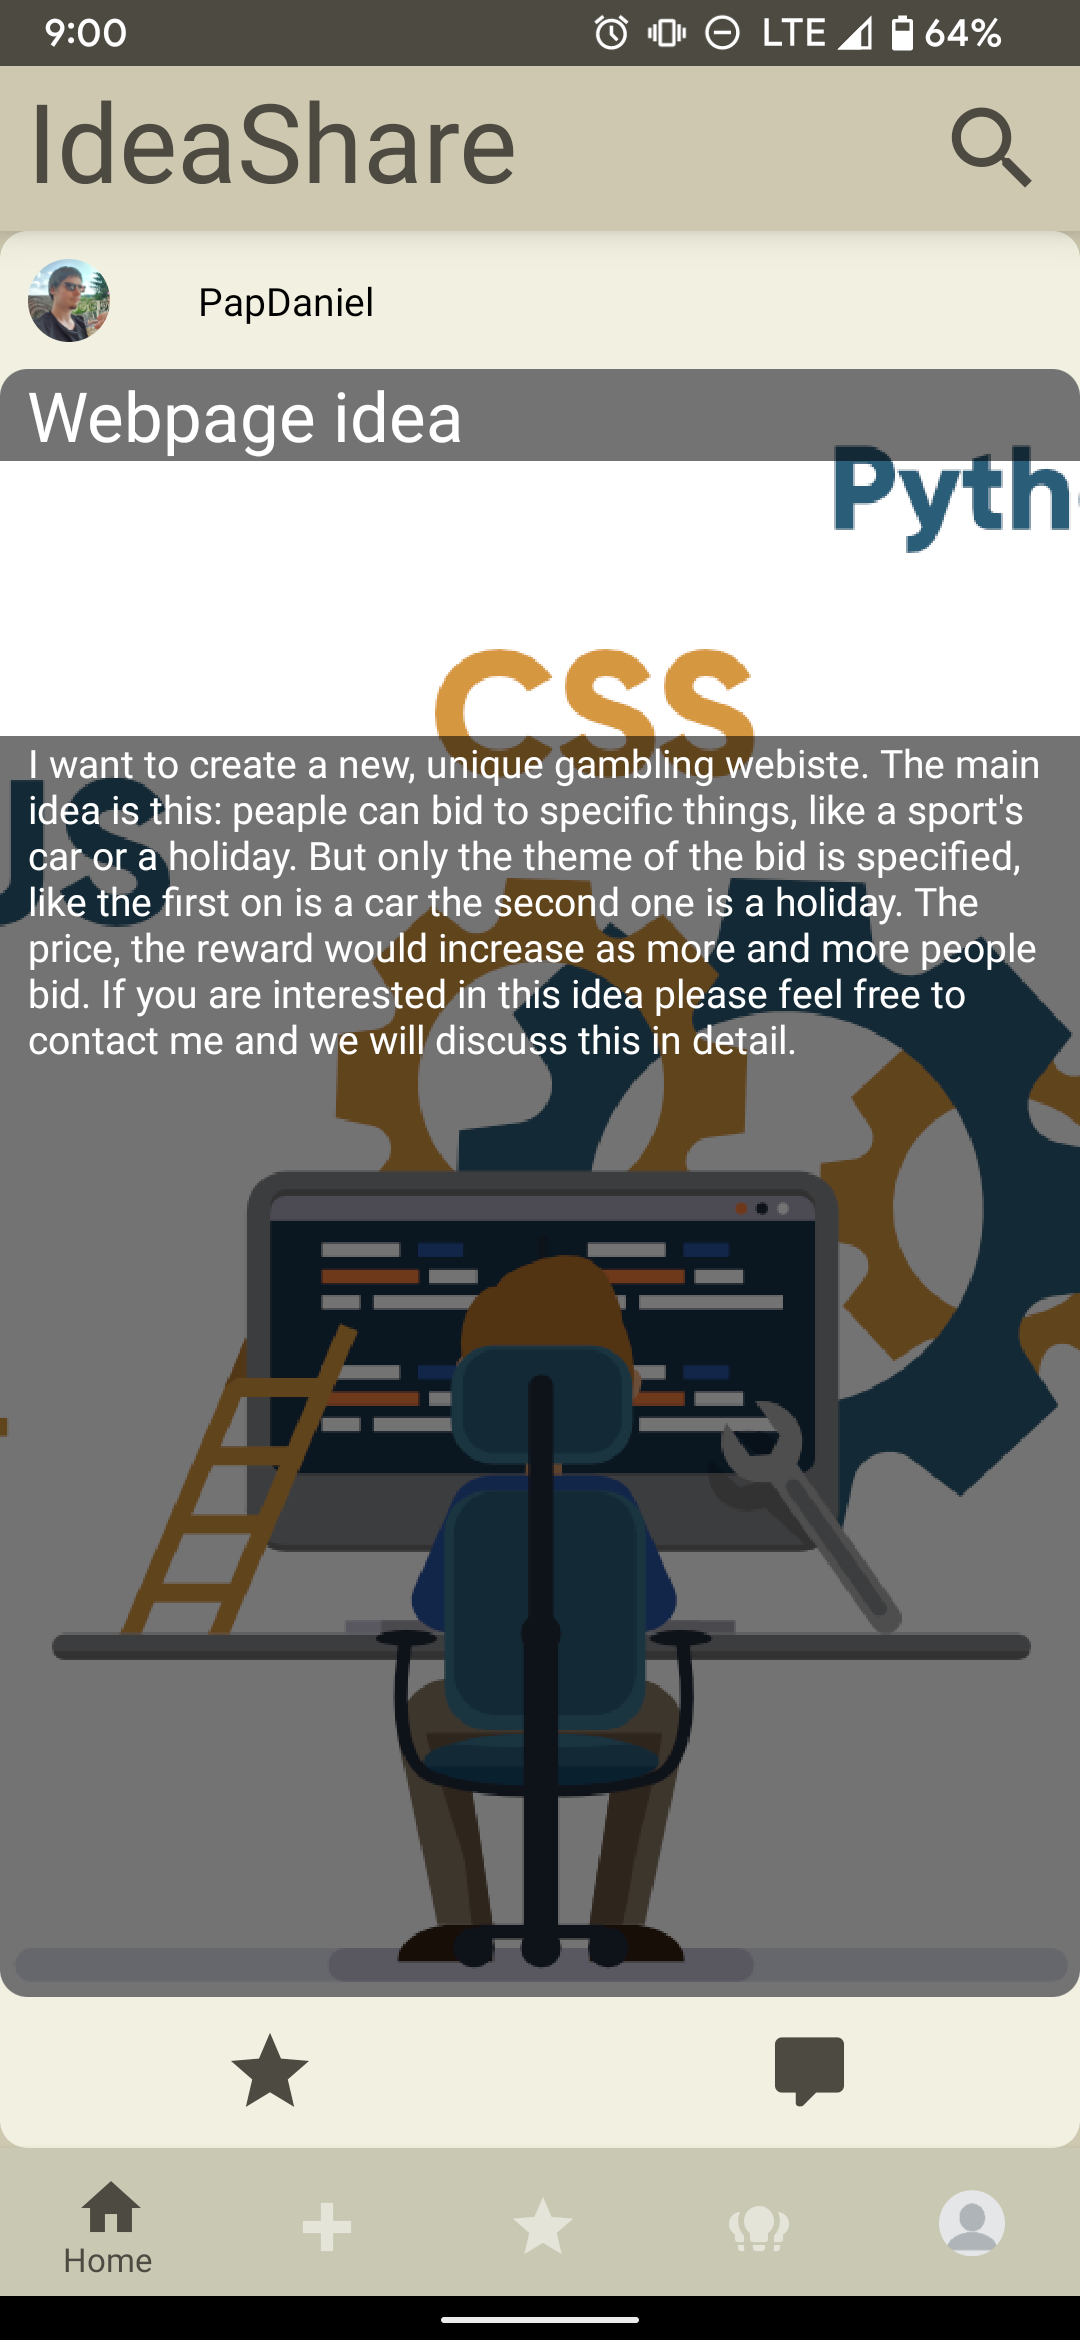 9:00 LTE 64%
IdeaShare
PapDaniel
Webpage idea
Pyth
CSS
JS
I want to create a new, unique gambling webiste. The main
idea is this: peaple can bid to specific things, like a sport's
car or a holiday. But only the theme of the bid is specified,
like the first on is a car the second one is a holiday. The
price, the reward would increase as more and more people
bid. If you are interested in this idea please feel free to
contact me and we will discuss this in detail.
Home